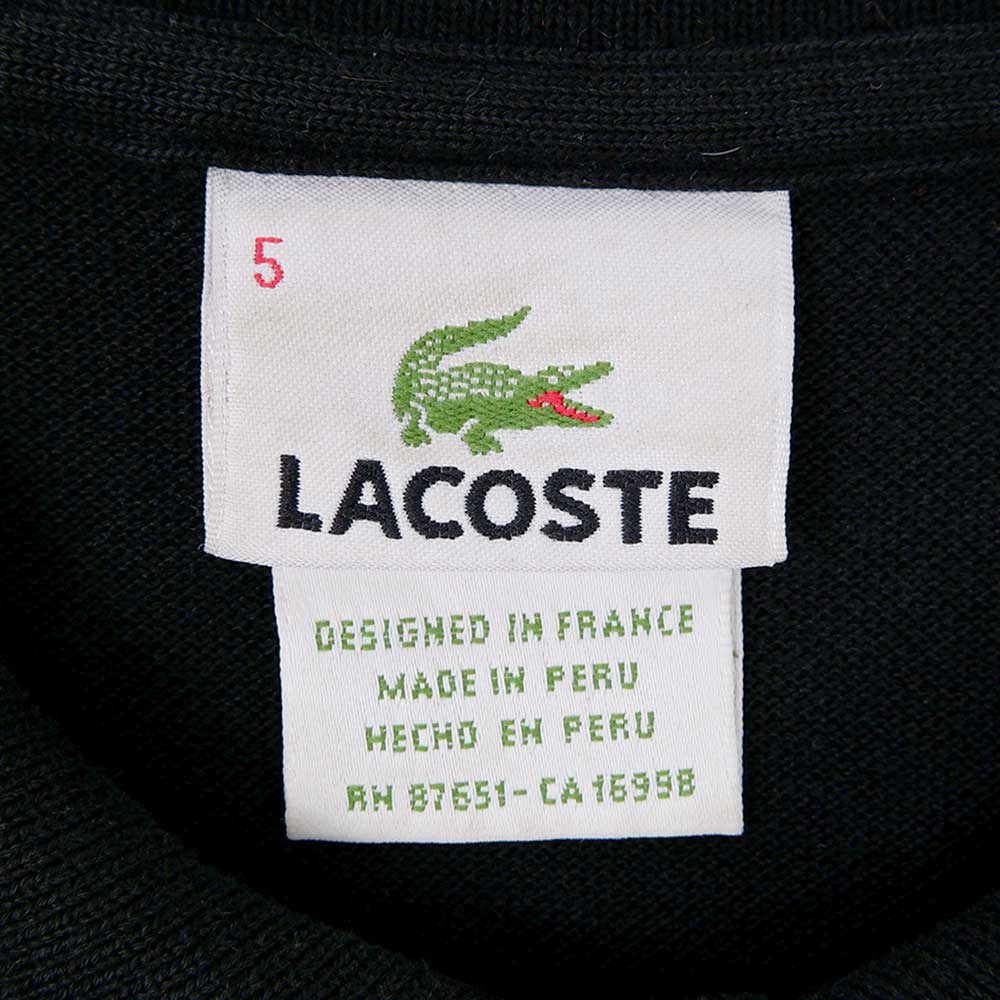 5
LACOSTE
DESIGNED IN FRANCE
MADE IN PERU
HECHO EN PERU
RN 87651-CA 16998